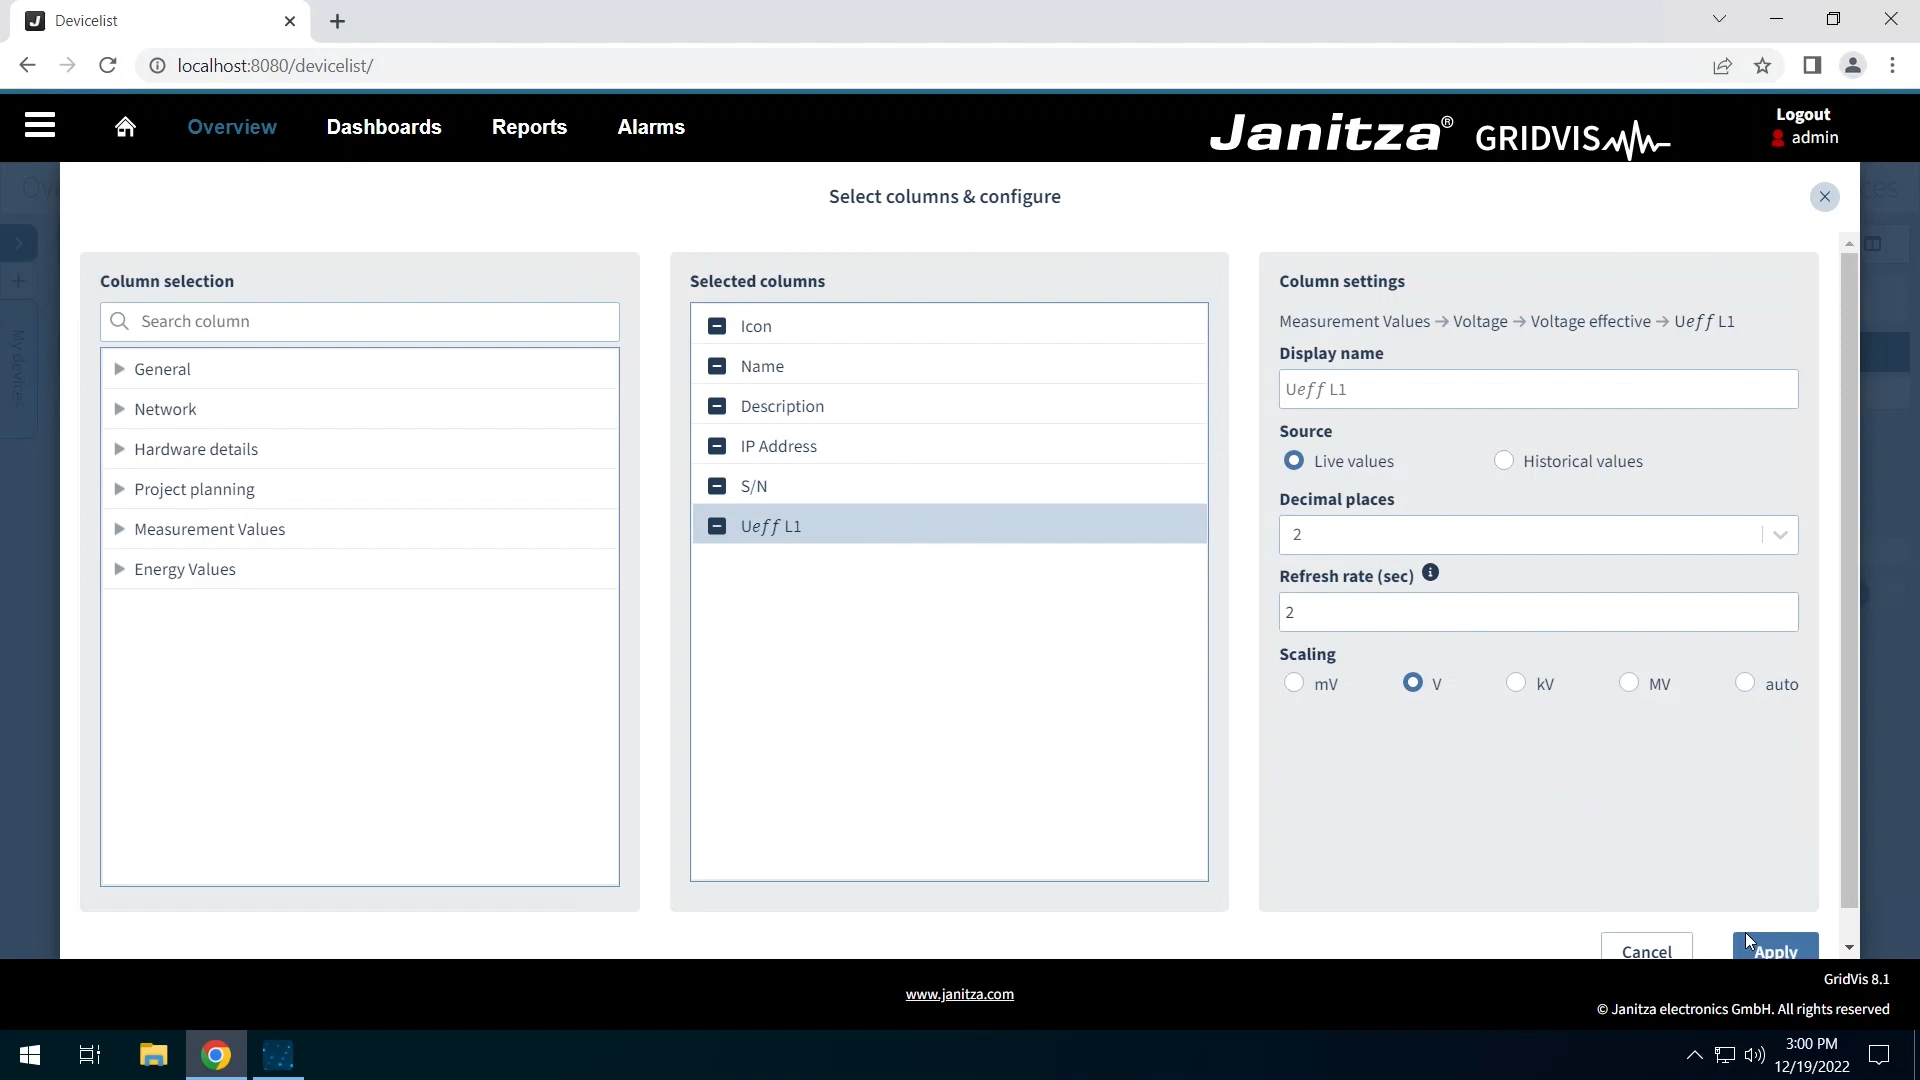 Devicelist
localhost:8080/devicelist/
Overview
Dashboards
Reports
Alarms
Janitza®
GRIDVIS
Logout
admin
Select columns & configure
My devices
Column selection
Search column
General
Network
Hardware details
Project planning
Measurement Values
Energy Values
Selected columns
Icon
Name
Description
IP Address
S/N
Ueff L1
Column settings
Measurement Values → Voltage → Voltage effective → Ueff L1
Display name
Ueff L1
Source
Live values
Historical values
Decimal places
2
Refresh rate (sec)
2
Scaling
mV
V
kV
MV
auto
Cancel
Apply
www.janitza.com
GridVis 8.1
© Janitza electronics GmbH. All rights reserved
3:00 PM
12/19/2022